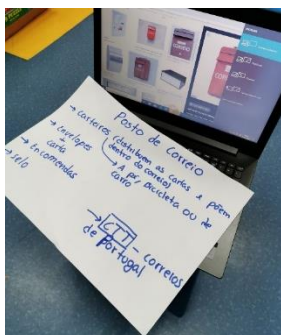 Posto de Correio
→ Carteiros (distribuem as cartas e põem
dentro do correio)
→ A pé, bicicleta ou de
carro
→ envelopes
+
carta
→ Encomendas
→ Selo
→ CTT - correios
de portugal